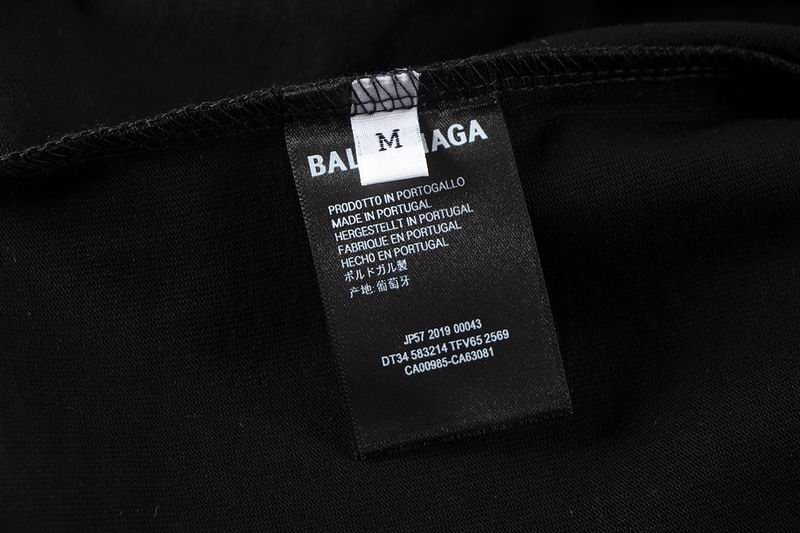 M
BAL AGA
PRODOTTO IN PORTOGALLO
MADE IN PORTUGAL
HERGESTELLT IN PORTUGAL
FABRIQUE EN PORTUGAL
HECHO EN PORTUGAL
ポルトガル製
产地:葡萄牙
JP57 2019 00043
DT34 583214 TFV65 2569
CA00985-CA63081